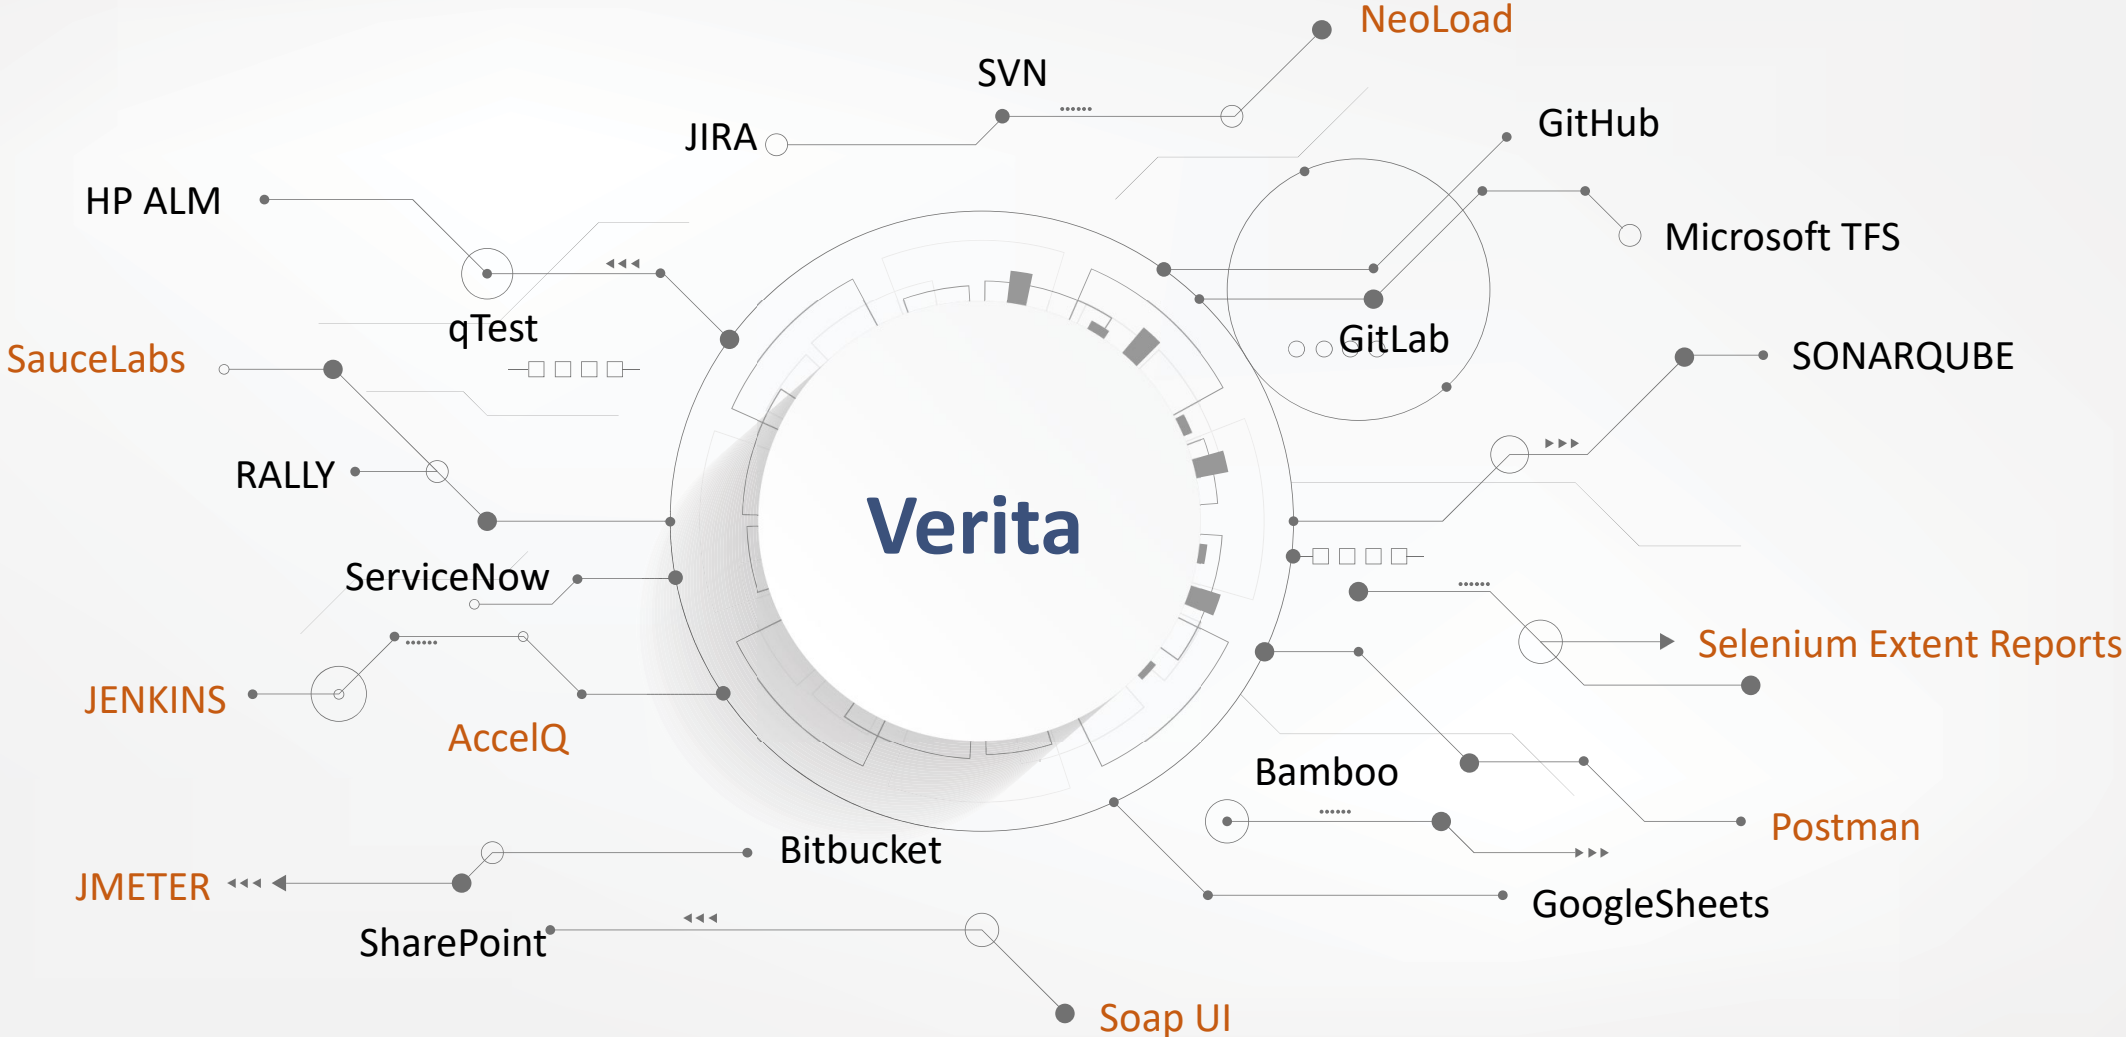 NeoLoad
SVN
GitHub
JIRA
HP ALM
Microsoft TFS
qTest
GitLab
SauceLabs
SONARQUBE
RALLY
Verita
ServiceNow
Selenium Extent Reports
JENKINS
AccelQ
Bamboo
Postman
Bitbucket
JMETER
GoogleSheets
SharePoint
Soap UI